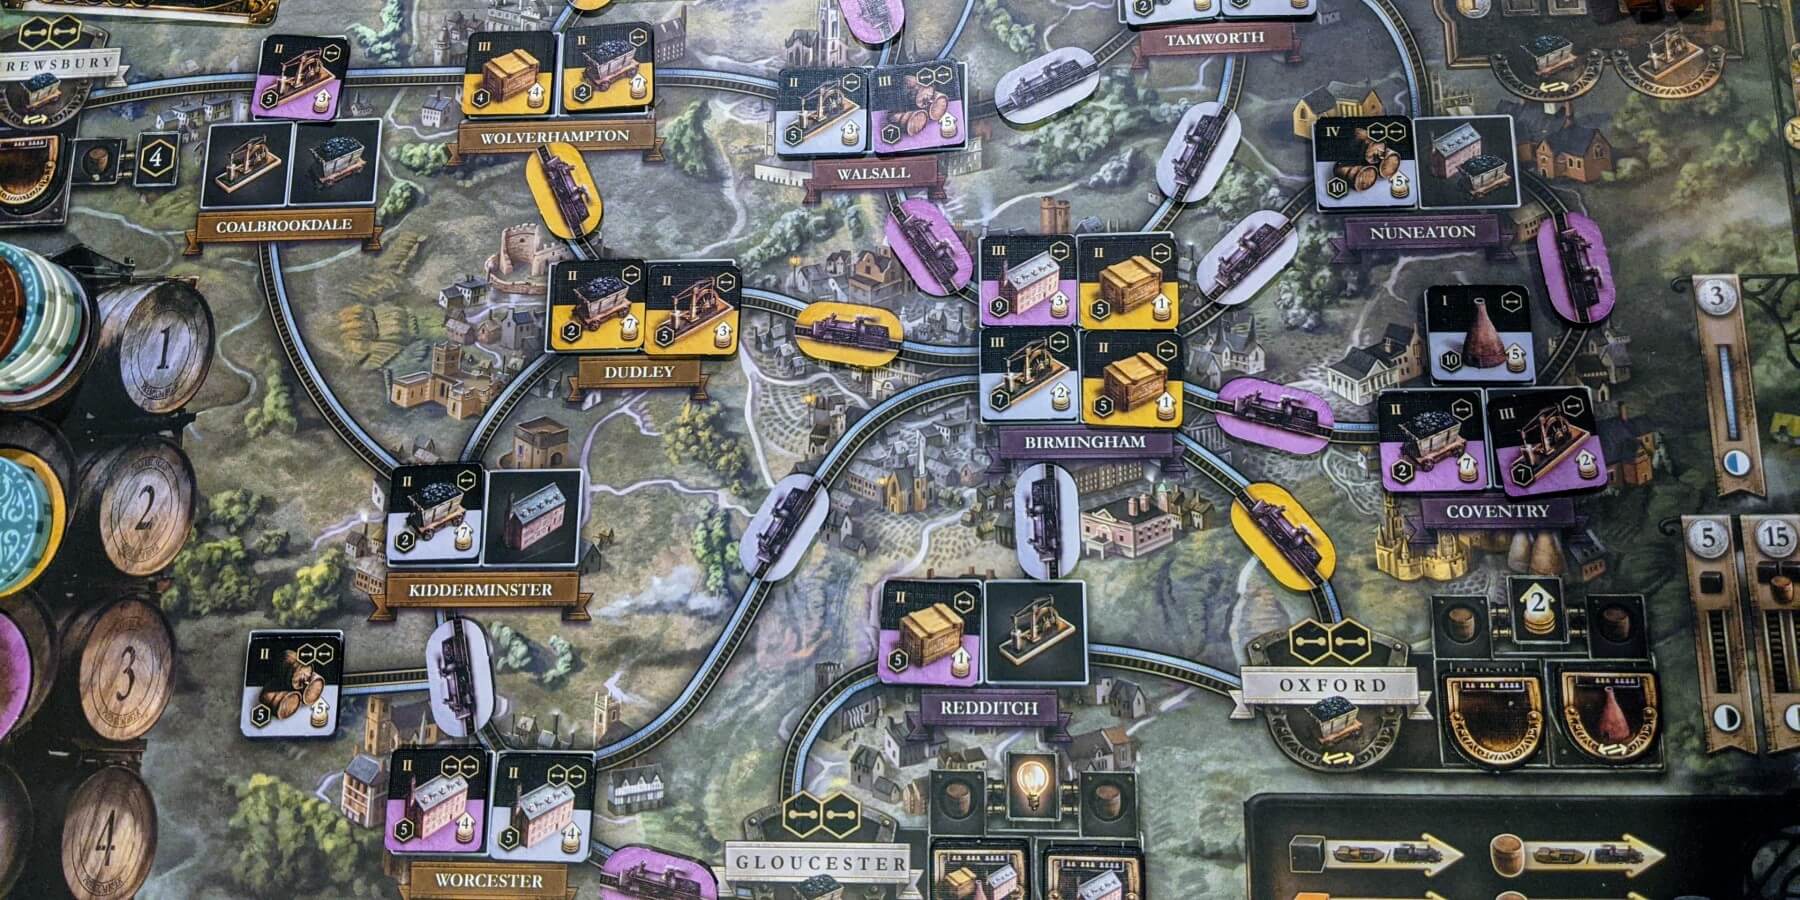 REWSBURY
4
II
5
3
COALBROOKDALE
III
4
4
II
2
7
WOLVERHAMPTON
II
5
3
III
7
5
WALSALL
2
TAMWORTH
IV
10
5
NUNEATON
II
2
7
II
5
3
DUDLEY
III
9
3
II
5
1
III
7
2
II
5
1
BIRMINGHAM
I
10
5
II
2
7
III
7
2
COVENTRY
II
2
7
KIDDERMINSTER
II
5
5
II
5
4
II
5
4
WORCESTER
II
5
1
REDDITCH
GLOUCESTER
OXFORD
2
1
2
3
4
3
5
15